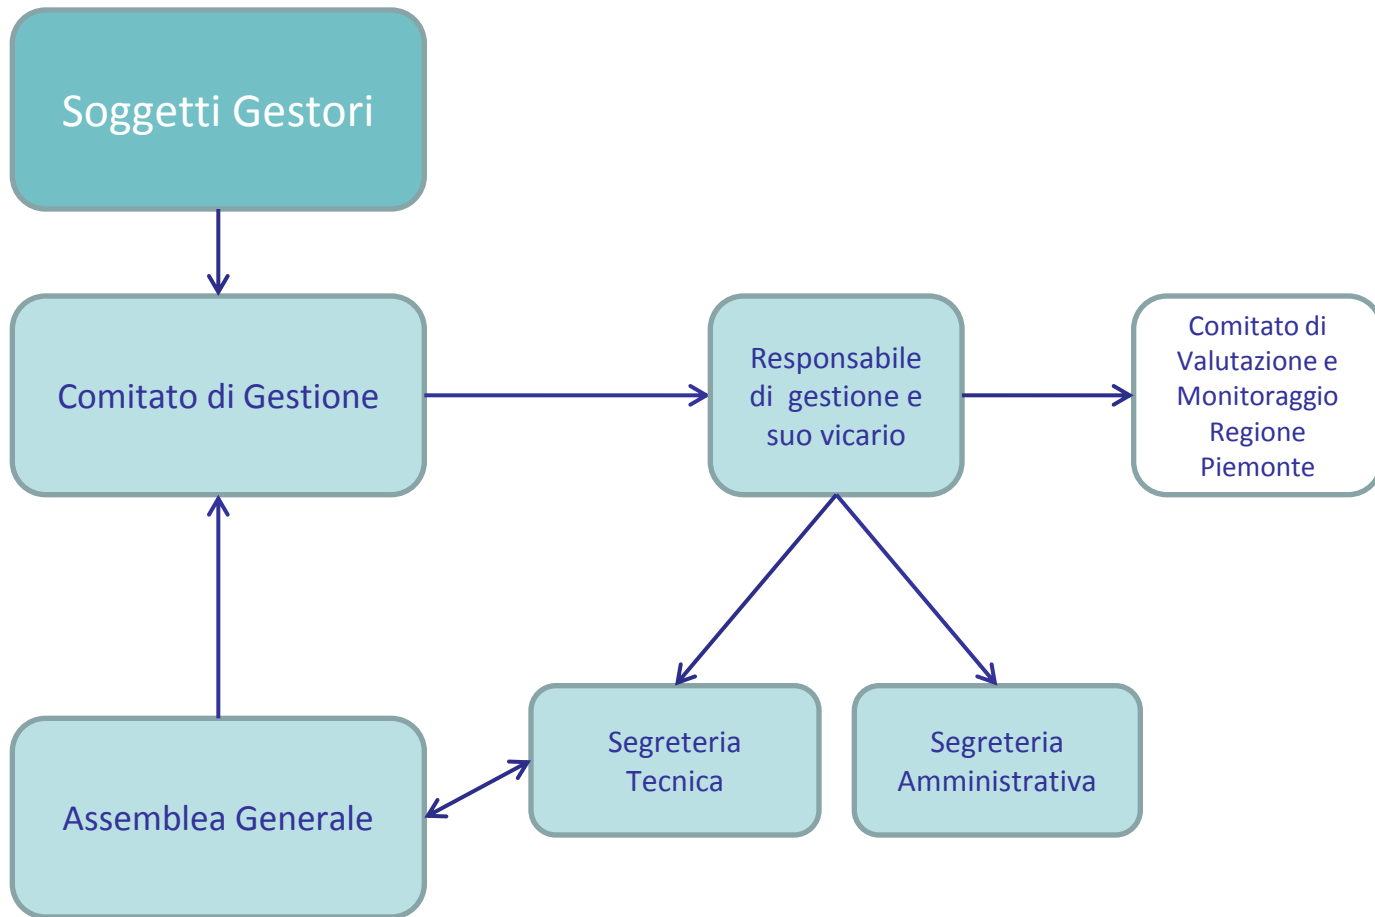 Soggetti Gestori
Comitato di Gestione
Responsabile
di  gestione e
suo vicario
Comitato di
Valutazione e
Monitoraggio
Regione
Piemonte
Assemblea Generale
Segreteria
Tecnica
Segreteria
Amministrativa